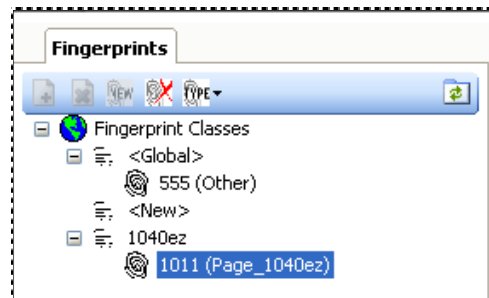 Fingerprints
NEW TYPE
Fingerprint Classes
<Global>
555 (Other)
<New>
1040ez
1011 (Page_1040ez)